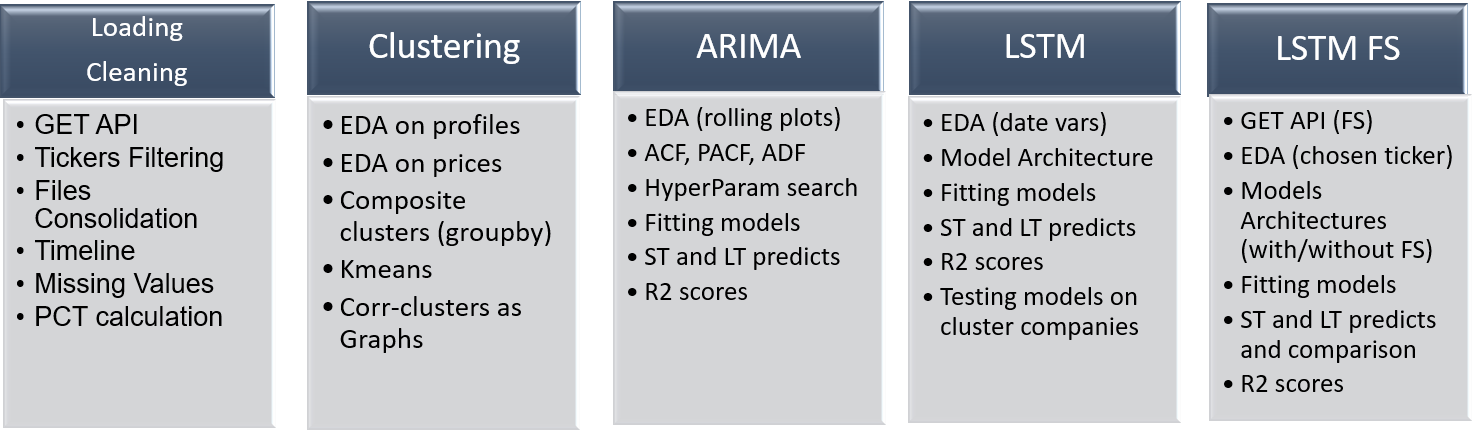 Loading
Cleaning
• GET API
• Tickers Filtering
• Files
Consolidation
• Timeline
• Missing Values
• PCT calculation
Clustering
• EDA on profiles
• EDA on prices
• Composite
clusters (groupby)
• Kmeans
• Corr-clusters as
Graphs
ARIMA
• EDA (rolling plots)
• ACF, PACF, ADF
• HyperParam search
• Fitting models
• ST and LT predicts
• R2 scores
LSTM
• EDA (date vars)
• Model Architecture
• Fitting models
• ST and LT predicts
• R2 scores
• Testing models on
cluster companies
LSTM FS
• GET API (FS)
• EDA (chosen ticker)
• Models
Architectures
(with/without FS)
• Fitting models
• ST and LT predicts
and comparison
• R2 scores